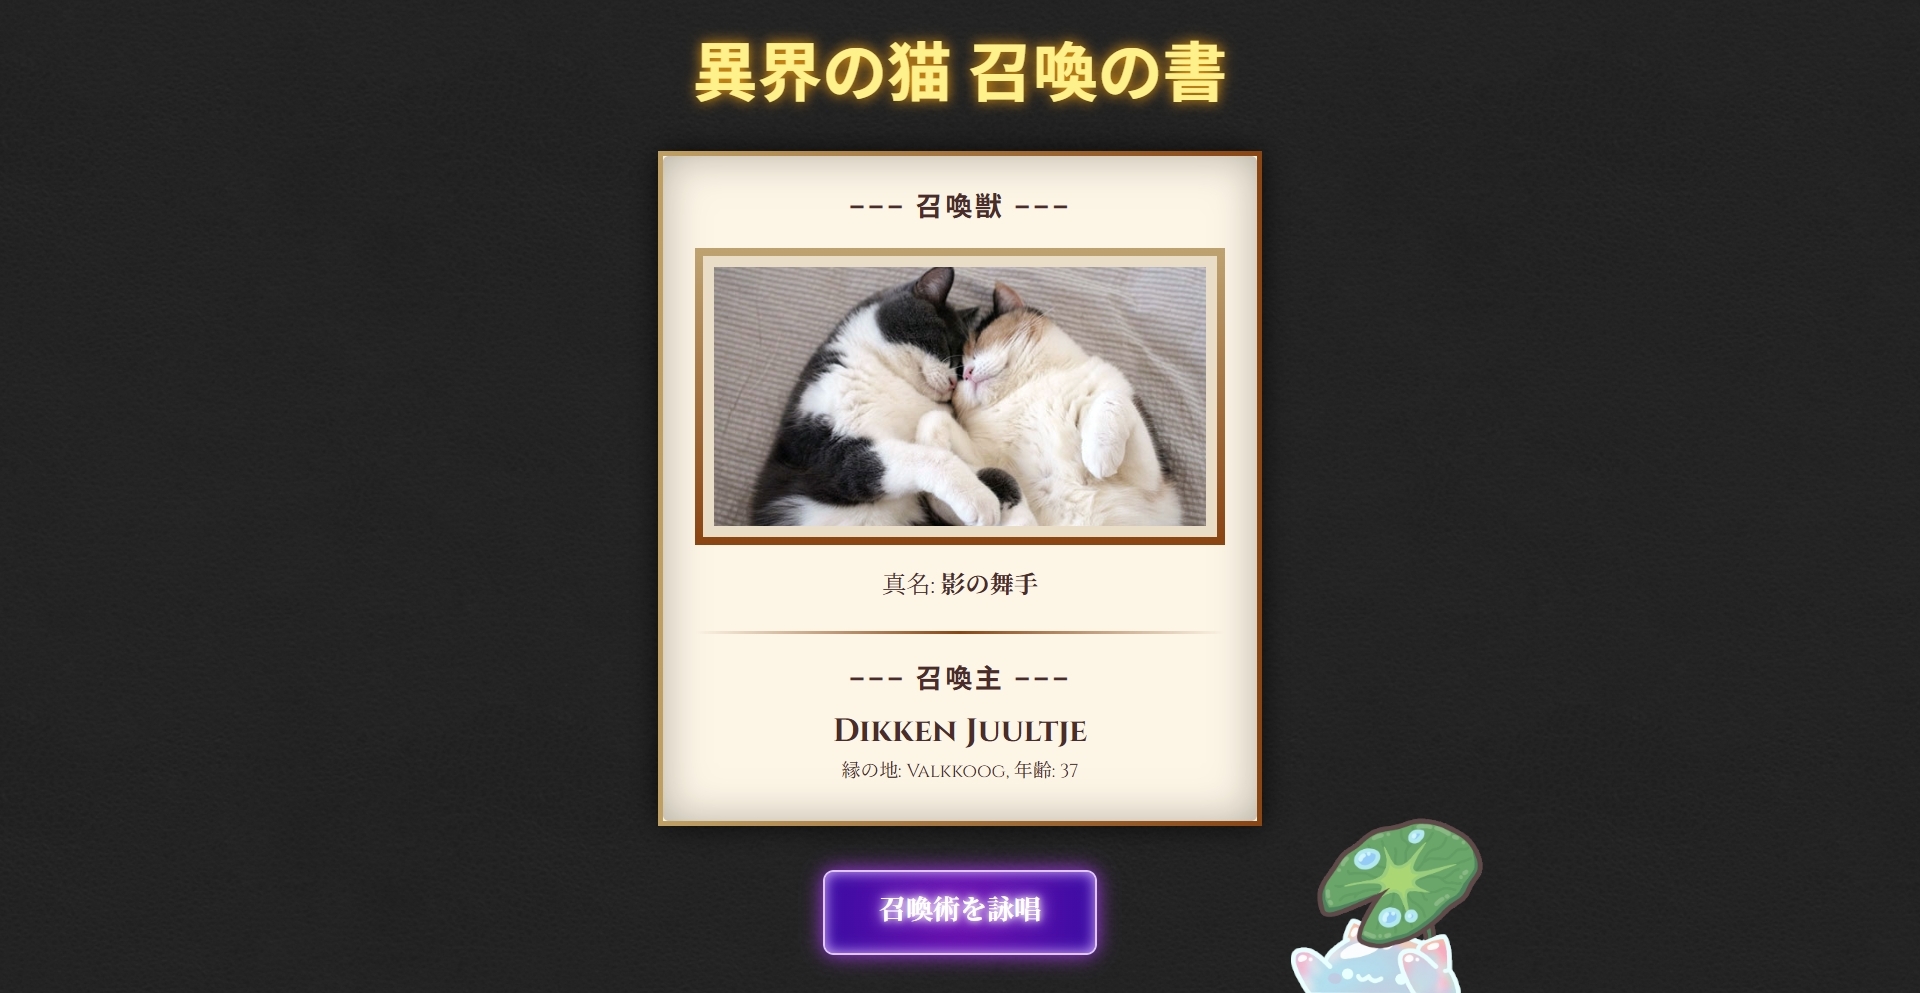 異界の猫 召喚の書
--- 召喚獣 ---
真名: 影の舞手
--- 召喚主 ---
Dikken Juultje
縁の地: Valkkoog, 年齢: 37
召喚術を詠唱